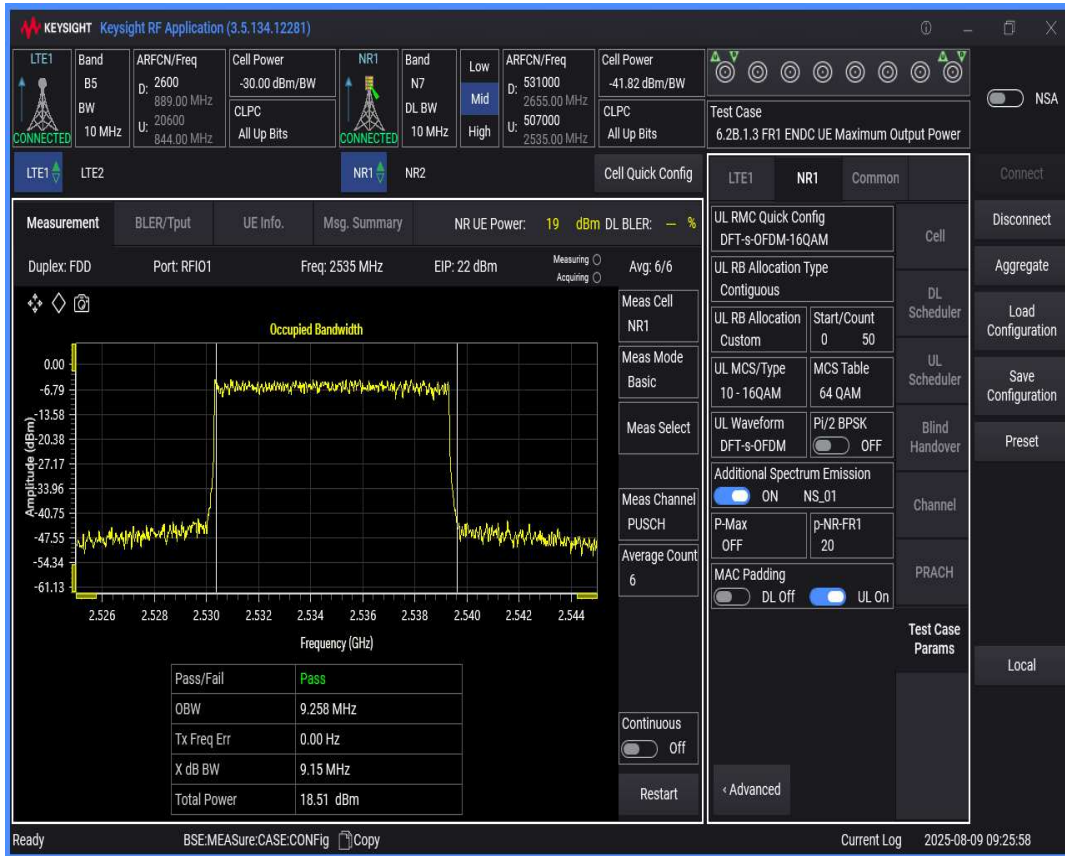 KEYSIGHT Keysight RF Application (3.5.134.12281)
LTE1
CONNECTED
Band
B5
BW
10 MHz
ARFCN/Freq
D: 2600
889.00 MHz
U: 20600
844.00 MHz
Cell Power
-30.00 dBm/BW
CLPC
All Up Bits
NR1
CONNECTED
Band
N7
DL BW
10 MHz
Low
Mid
High
ARFCN/Freq
D: 531000
2655.00 MHz
U: 507000
2535.00 MHz
Cell Power
-41.82 dBm/BW
CLPC
All Up Bits
Test Case
6.2B.1.3 FR1 ENDC UE Maximum Output Power
NSA
LTE1 LTE2 NR1 NR2 Cell Quick Config
Measurement BLER/Tput UE Info. Msg. Summary NR UE Power: 19 dBm DL BLER: — %
Duplex: FDD Port: RFIO1 Freq: 2535 MHz EIP: 22 dBm Measuring
Acquiring
Avg: 6/6
Occupied Bandwidth
Amplitude (dBm)
0.00
-6.79
-13.58
-20.38
-27.17
-33.96
-40.75
-47.55
-54.34
-61.13
2.526 2.528 2.530 2.532 2.534 2.536 2.538 2.540 2.542 2.544
Frequency (GHz)
Pass/Fail Pass
OBW 9.258 MHz
Tx Freq Err 0.00 Hz
X dB BW 9.15 MHz
Total Power 18.51 dBm
Meas Cell
NR1
Meas Mode
Basic
Meas Select
Meas Channel
PUSCH
Average Count
6
Continuous
Off
Restart
LTE1 NR1 Common
UL RMC Quick Config
DFT-s-OFDM-16QAM
UL RB Allocation Type
Contiguous
UL RB Allocation Start/Count
Custom 0 50
UL MCS/Type MCS Table
10 - 16QAM 64 QAM
UL Waveform Pi/2 BPSK
DFT-s-OFDM OFF
Additional Spectrum Emission
ON NS_01
P-Max p-NR-FR1
OFF 20
MAC Padding
DL Off UL On
‹ Advanced
Cell
DL
Scheduler
UL
Scheduler
Blind
Handover
Channel
PRACH
Test Case
Params
Connect
Disconnect
Aggregate
Load
Configuration
Save
Configuration
Preset
Local
Ready BSE:MEASure:CASE:CONFig Copy Current Log 2025-08-09 09:25:58